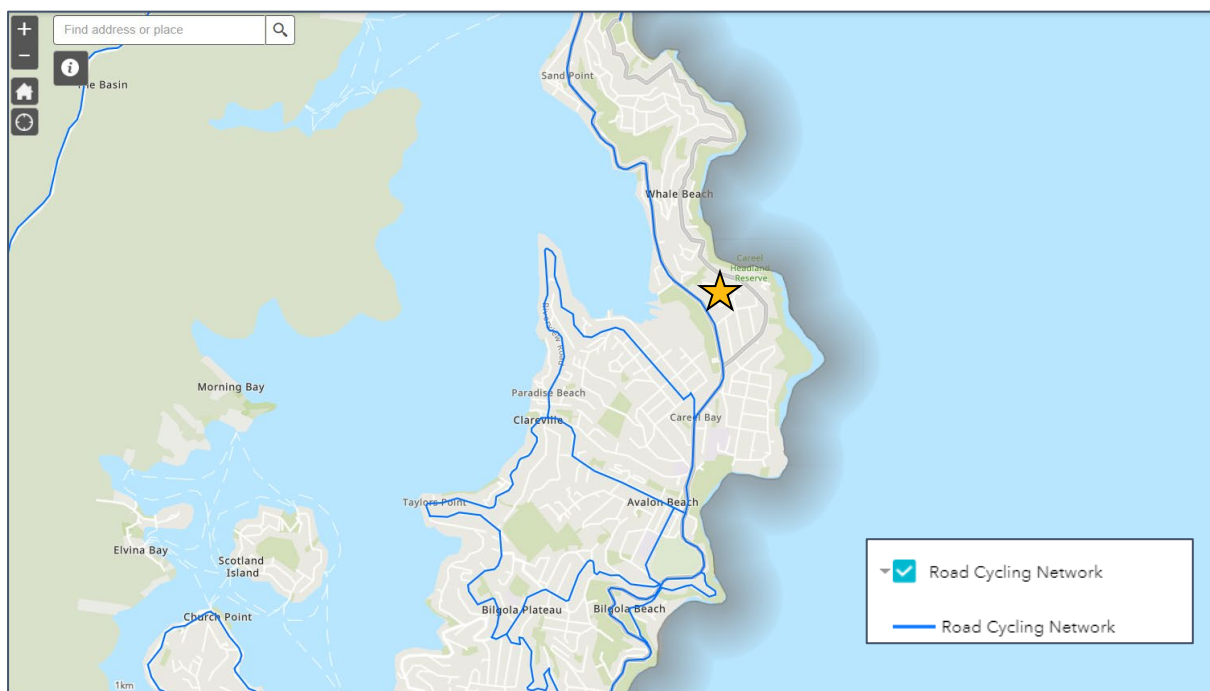 +
Find address or place
−
i
The Basin
Sand Point
Whale Beach
Careel
Headland
Reserve
Riverview Road
Morning Bay
Paradise Beach
Clareville
Careel Bay
Taylors Point
Avalon Beach
Elvina Bay
Scotland
Island
Church Point
Bilgola Plateau
Bilgola Beach
1km
Road Cycling Network
Road Cycling Network